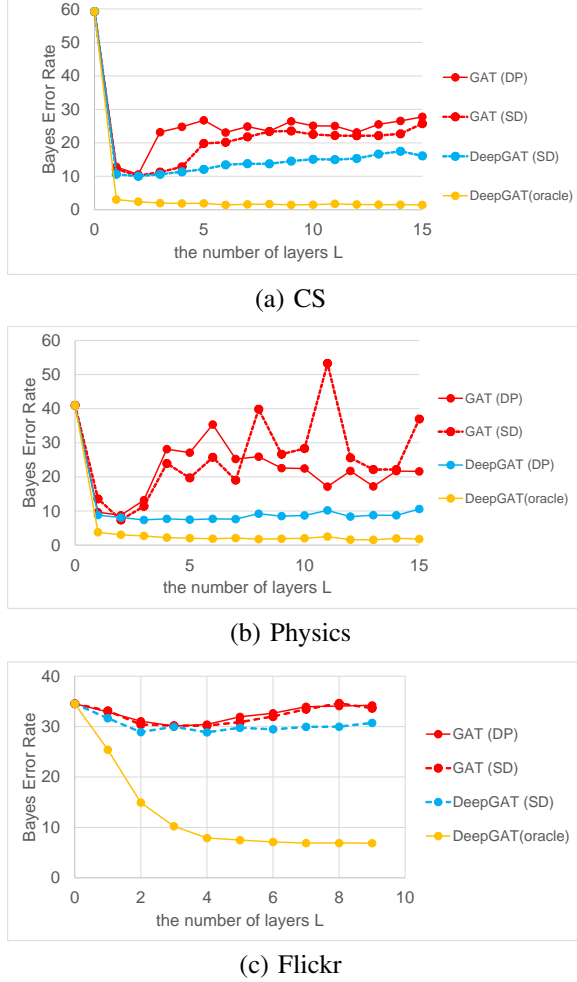 60
50
40
30
20
10
0
Bayes Error Rate
0 5 10 15
the number of layers L
GAT (DP)
GAT (SD)
DeepGAT (SD)
DeepGAT(oracle)
(a) CS
60
50
40
30
20
10
0
Bayes Error Rate
0 5 10 15
the number of layers L
GAT (DP)
GAT (SD)
DeepGAT (DP)
DeepGAT(oracle)
(b) Physics
40
30
20
10
0
Bayes Error Rate
0 2 4 6 8 10
the number of layers L
GAT (DP)
GAT (SD)
DeepGAT (SD)
DeepGAT(oracle)
(c) Flickr